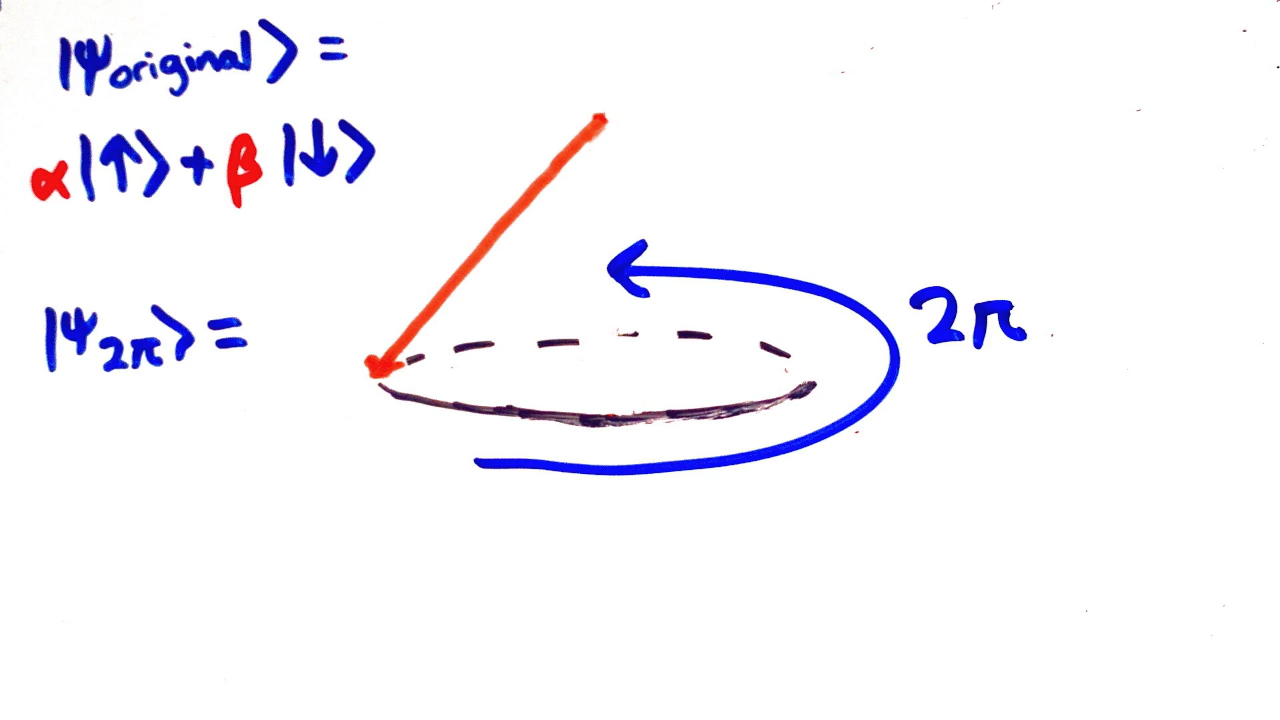 |ψoriginal⟩ =
α|↑⟩ + β|↓⟩
|ψ2π⟩ =
2π